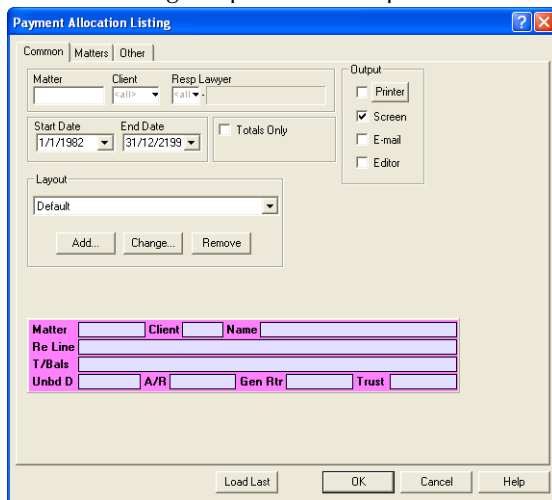 Payment Allocation Listing
Common Matters Other
Matter Client Resp Lawyer
<all> <all> -
Start Date End Date
1/1/1982 31/12/2199
Totals Only
Output
Printer
Screen
E-mail
Editor
Layout
Default
Add... Change... Remove
Matter Client Name
Re Line
T/Bals
Unbd D A/R Gen Rtr Trust
Load Last OK Cancel Help